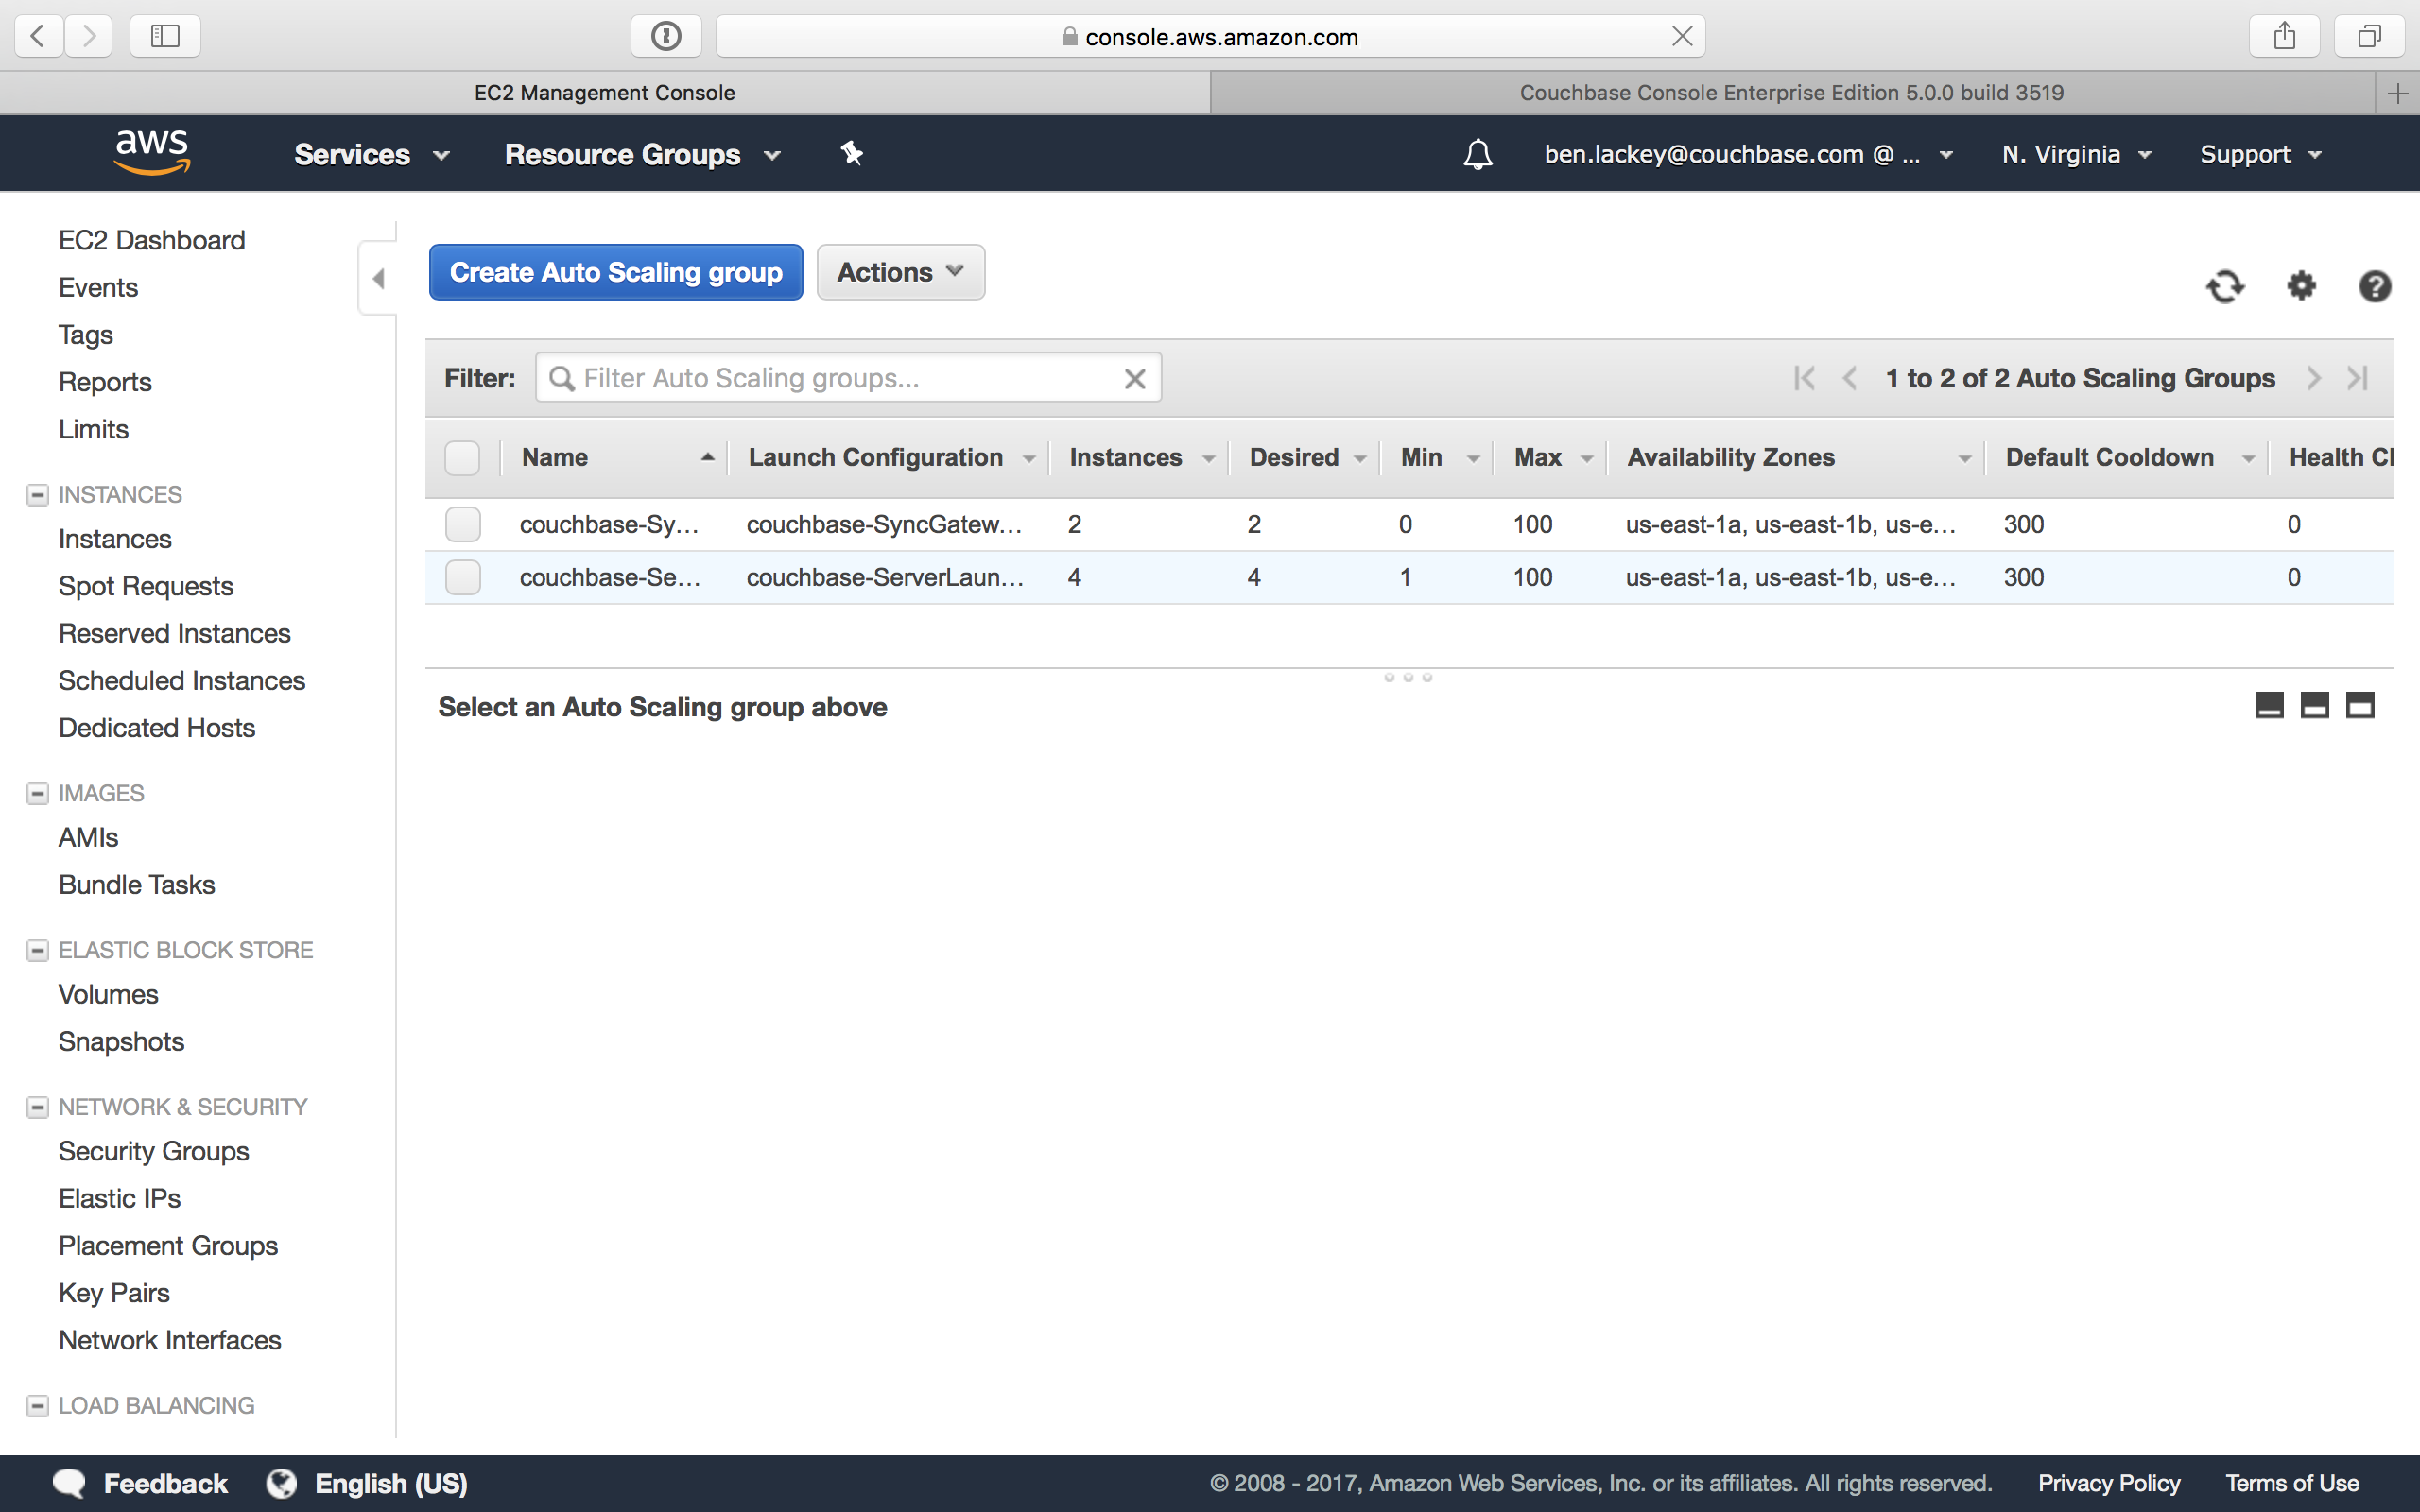 console.aws.amazon.com
EC2 Management Console
Couchbase Console Enterprise Edition 5.0.0 build 3519
aws
Services
Resource Groups
ben.lackey@couchbase.com @ ...
N. Virginia
Support
EC2 Dashboard
Events
Tags
Reports
Limits
INSTANCES
Instances
Spot Requests
Reserved Instances
Scheduled Instances
Dedicated Hosts
IMAGES
AMIs
Bundle Tasks
ELASTIC BLOCK STORE
Volumes
Snapshots
NETWORK & SECURITY
Security Groups
Elastic IPs
Placement Groups
Key Pairs
Network Interfaces
LOAD BALANCING
Create Auto Scaling group
Actions
Filter:
Filter Auto Scaling groups...
1 to 2 of 2 Auto Scaling Groups
Name Launch Configuration Instances Desired Min Max Availability Zones Default Cooldown Health
couchbase-Sy... couchbase-SyncGatew... 2 2 0 100 us-east-1a, us-east-1b, us-e... 300 0
couchbase-Se... couchbase-ServerLaun... 4 4 1 100 us-east-1a, us-east-1b, us-e... 300 0
Select an Auto Scaling group above
Feedback
English (US)
© 2008 - 2017, Amazon Web Services, Inc. or its affiliates. All rights reserved.
Privacy Policy
Terms of Use